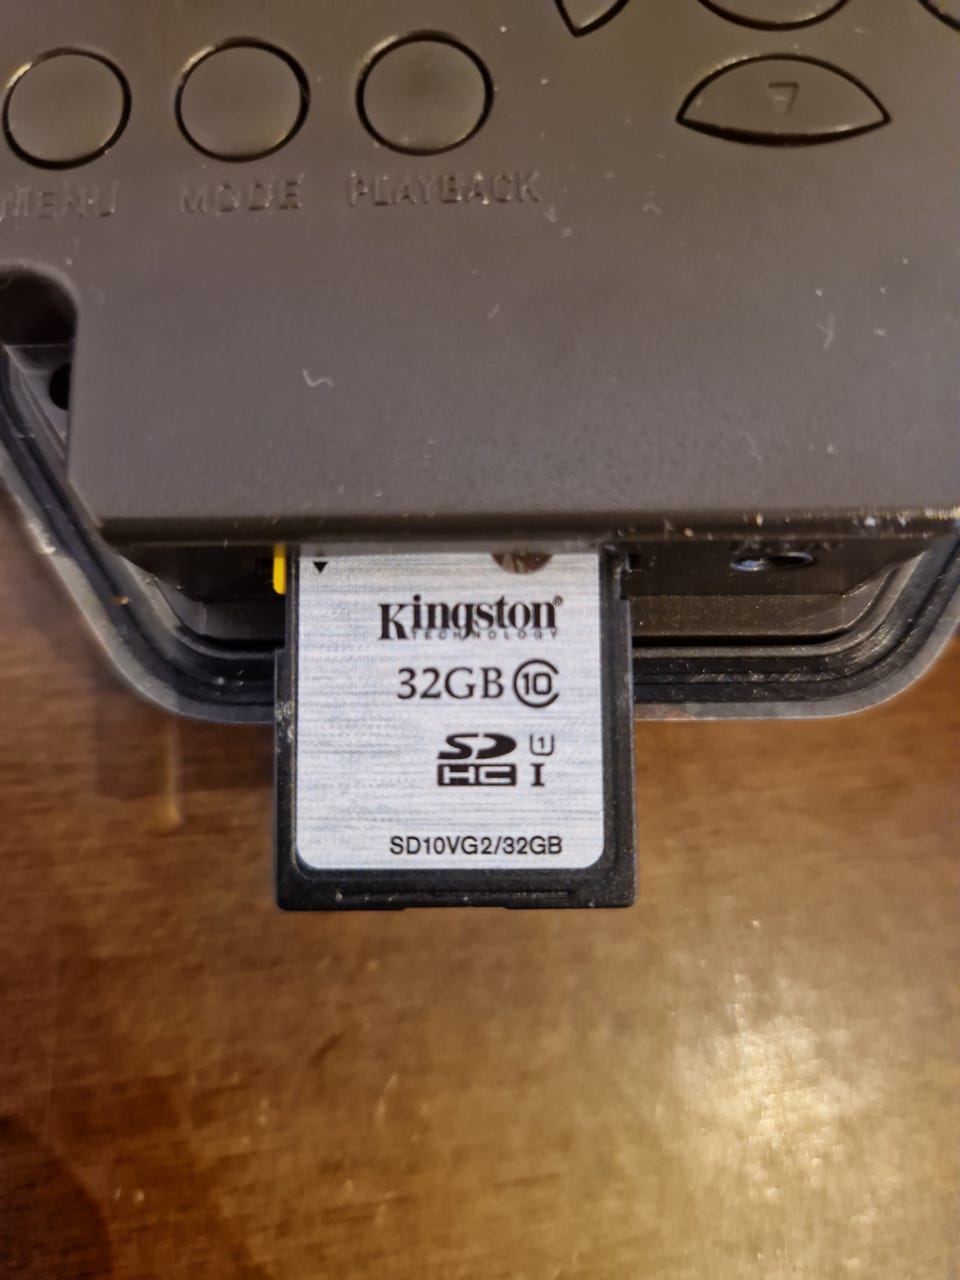 MENU MODE PLAYBACK
Kingston®
TECHNOLOGY
32GB 10
SD 1
HC I
SD10VG2/32GB